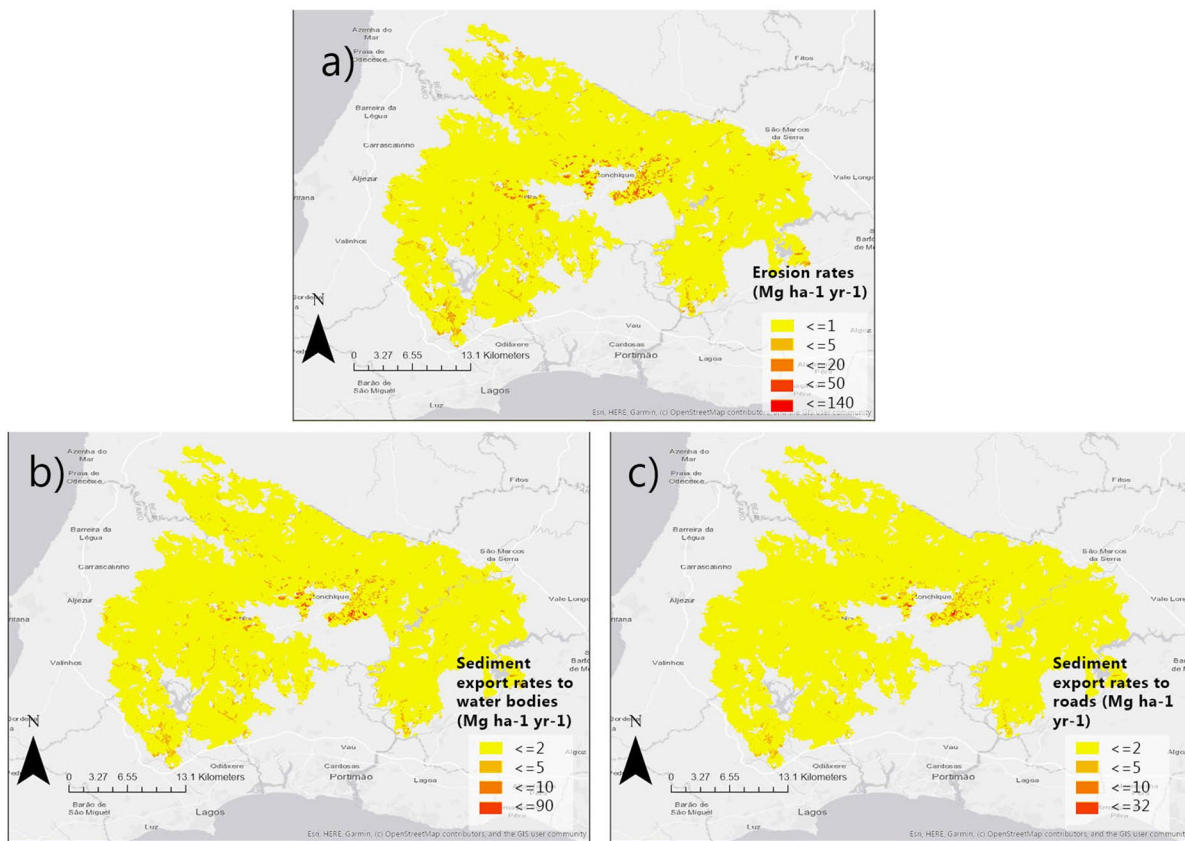 a)
Azenha do
Mar
Praia de
Odeceixe
Fitos
Barreira da
Légua
São Marcos
da Serra
Carrascalinho
Monchique
Aljezur
Vale Longo
Valinhos
Erosion rates
(Mg ha-1 yr-1)
N
<=1
<=5
<=20
<=50
<=140
Vau
Odiáxere
Cardosas
Portimão
Lagoa
Algoz
0 3.27 6.55 13.1 Kilometers
Barão de
São Miguel
Lagos
Luz
Esri, HERE, Garmin, (c) OpenStreetMap contributors, and the GIS user community
b)
Azenha do
Mar
Praia de
Odeceixe
Fitos
Barreira da
Légua
São Marcos
da Serra
Carrascalinho
Monchique
Aljezur
Vale Longo
Valinhos
Sediment
export rates to
water bodies
(Mg ha-1 yr-1)
N
<=2
<=5
<=10
<=90
Vau
Odiáxere
Cardosas
Portimão
Lagoa
Algoz
0 3.27 6.55 13.1 Kilometers
Barão de
São Miguel
Lagos
Luz
Esri, HERE, Garmin, (c) OpenStreetMap contributors, and the GIS user community
c)
Azenha do
Mar
Praia de
Odeceixe
Fitos
Barreira da
Légua
São Marcos
da Serra
Carrascalinho
Monchique
Aljezur
Vale Longo
Valinhos
Sediment
export rates to
roads (Mg ha-1
yr-1)
N
<=2
<=5
<=10
<=32
Vau
Odiáxere
Cardosas
Portimão
Lagoa
Algoz
0 3.27 6.55 13.1 Kilometers
Barão de
São Miguel
Lagos
Luz
Esri, HERE, Garmin, (c) OpenStreetMap contributors, and the GIS user community